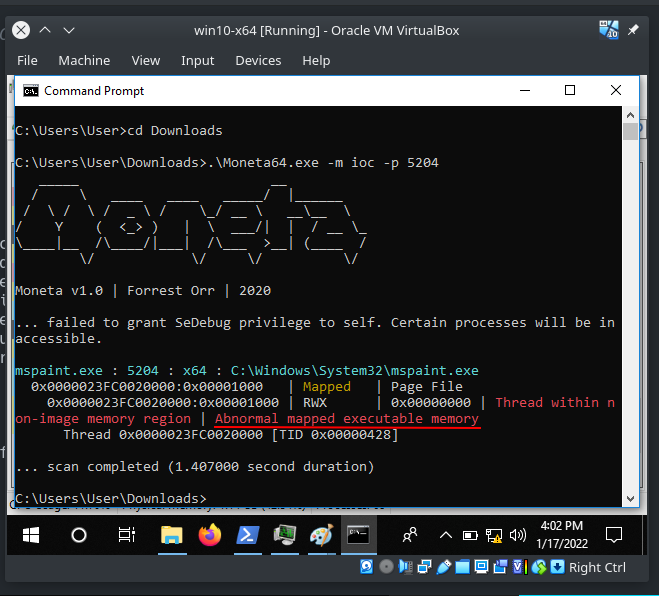 win10-x64 [Running] - Oracle VM VirtualBox
File Machine View Input Devices Help
Command Prompt
C:\Users\User>cd Downloads
C:\Users\User\Downloads>.\Moneta64.exe -m ioc -p 5204
Moneta v1.0 | Forrest Orr | 2020
... failed to grant SeDebug privilege to self. Certain processes will be in
accessible.
mspaint.exe : 5204 : x64 : C:\Windows\System32\mspaint.exe
0x0000023FC0020000:0x00001000 | Mapped | Page File
0x0000023FC0020000:0x00001000 | RWX | 0x00000000 | Thread within n
on-image memory region | Abnormal mapped executable memory
Thread 0x0000023FC0020000 [TID 0x00000428]
... scan completed (1.407000 second duration)
C:\Users\User\Downloads>
4:02 PM
1/17/2022
Right Ctrl